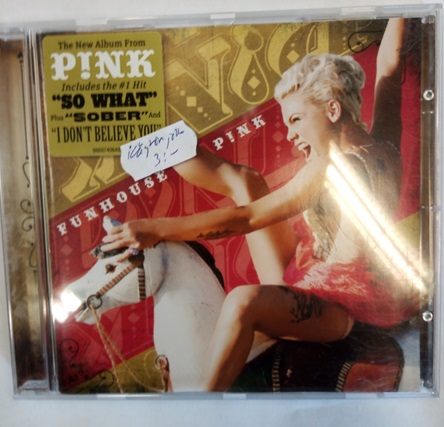 The New Album From
P!NK
Includes the #1 Hit
"SO WHAT"
Plus "SOBER" And
"I DON'T BELIEVE YOU"
3:-
FUNHOUSE
PINK